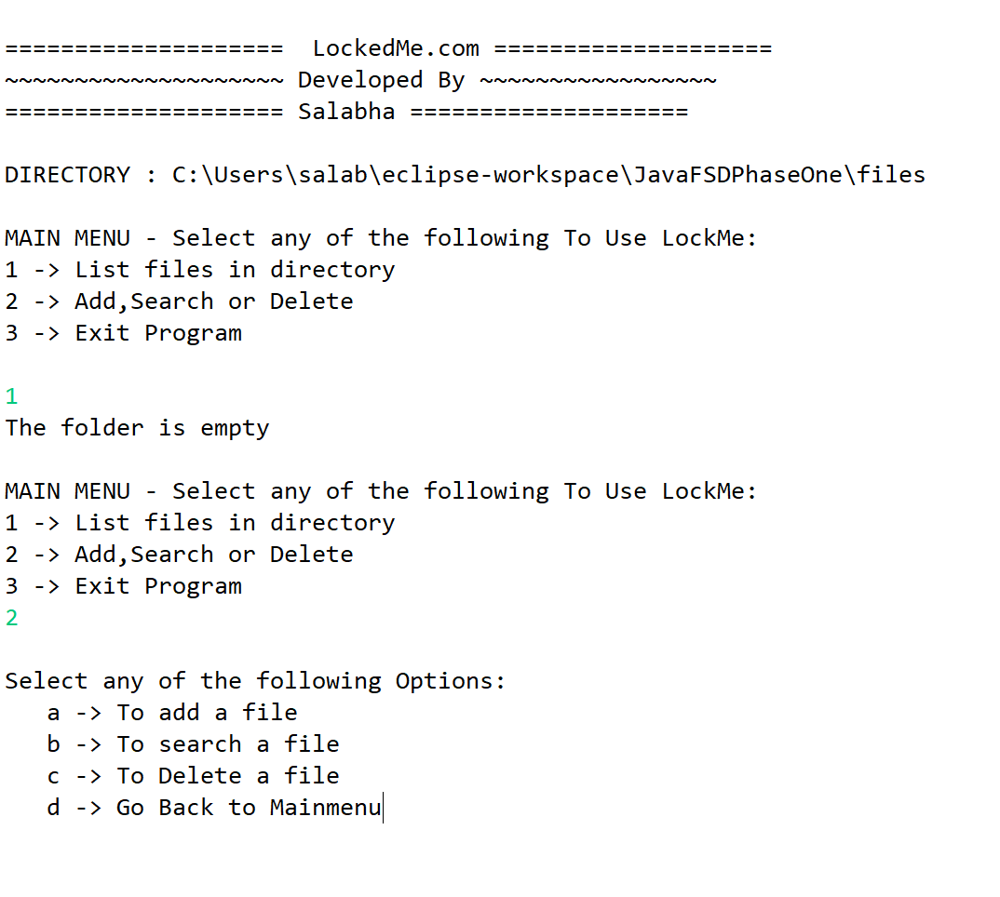 ====================  LockedMe.com ====================
~~~~~~~~~~~~~~~~~~~~ Developed By ~~~~~~~~~~~~~~~~~
==================== Salabha ====================
DIRECTORY : C:\Users\salab\eclipse-workspace\JavaFSDPhaseOne\files
MAIN MENU - Select any of the following To Use LockMe:
1 -> List files in directory
2 -> Add,Search or Delete
3 -> Exit Program
1
The folder is empty
MAIN MENU - Select any of the following To Use LockMe:
1 -> List files in directory
2 -> Add,Search or Delete
3 -> Exit Program
2
Select any of the following Options:
   a -> To add a file
   b -> To search a file
   c -> To Delete a file
   d -> Go Back to Mainmenu